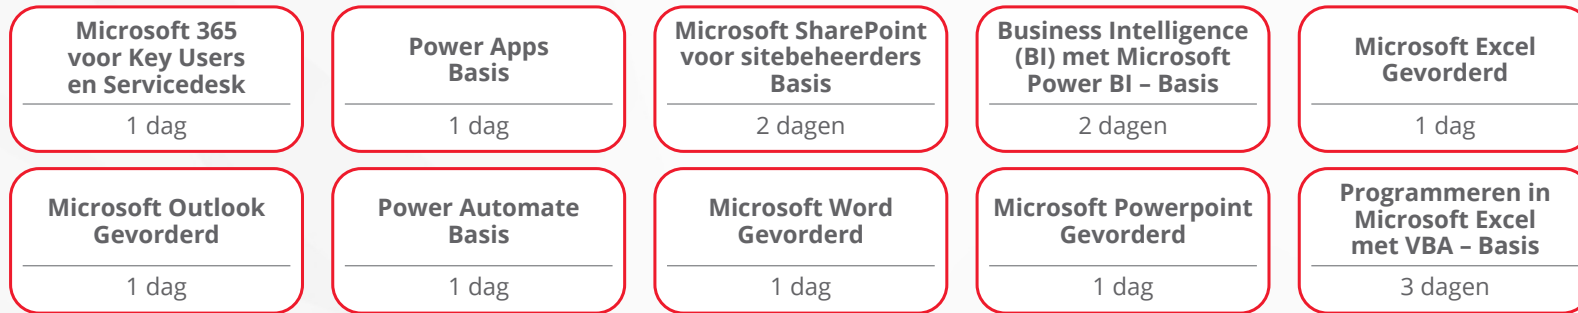 Microsoft 365
voor Key Users
en Servicedesk
1 dag
Power Apps
Basis
1 dag
Microsoft SharePoint
voor sitebeheerders
Basis
2 dagen
Business Intelligence
(BI) met Microsoft
Power BI – Basis
2 dagen
Microsoft Excel
Gevorderd
1 dag
Microsoft Outlook
Gevorderd
1 dag
Power Automate
Basis
1 dag
Microsoft Word
Gevorderd
1 dag
Microsoft Powerpoint
Gevorderd
1 dag
Programmeren in
Microsoft Excel
met VBA – Basis
3 dagen